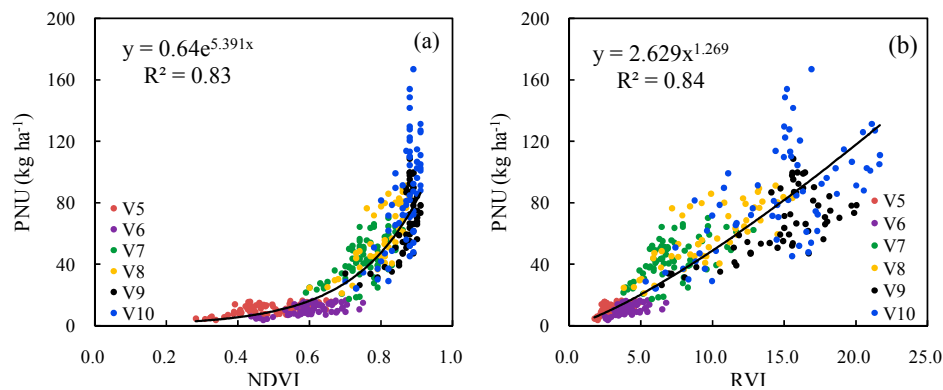 (a)
y = 0.64e^5.391x
R² = 0.83
PNU (kg ha⁻¹)
200
160
120
80
40
0
V5
V6
V7
V8
V9
V10
0.0 0.2 0.4 0.6 0.8 1.0
NDVI
(b)
y = 2.629x^1.269
R² = 0.84
PNU (kg ha⁻¹)
200
160
120
80
40
0
V5
V6
V7
V8
V9
V10
0.0 5.0 10.0 15.0 20.0 25.0
RVI